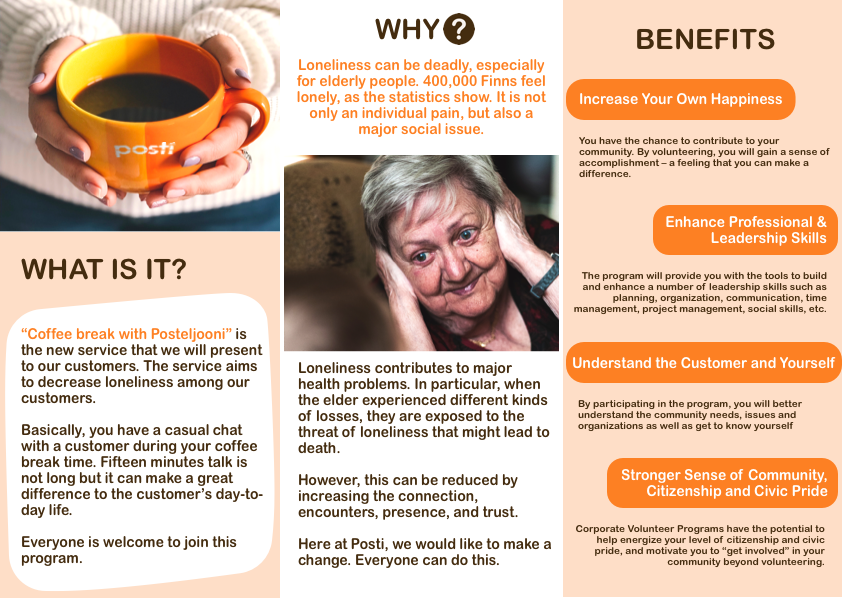 posti
WHAT IS IT?
“Coffee break with Posteljooni” is
the new service that we will present
to our customers. The service aims
to decrease loneliness among our
customers.
Basically, you have a casual chat
with a customer during your coffee
break time. Fifteen minutes talk is
not long but it can make a great
difference to the customer’s day-to-
day life.
Everyone is welcome to join this
program.
WHY?
Loneliness can be deadly, especially
for elderly people. 400,000 Finns feel
lonely, as the statistics show. It is not
only an individual pain, but also a
major social issue.
Loneliness contributes to major
health problems. In particular, when
the elder experienced different kinds
of losses, they are exposed to the
threat of loneliness that might lead to
death.
However, this can be reduced by
increasing the connection,
encounters, presence, and trust.
Here at Posti, we would like to make a
change. Everyone can do this.
BENEFITS
Increase Your Own Happiness
You have the chance to contribute to your
community. By volunteering, you will gain a sense of
accomplishment – a feeling that you can make a
difference.
Enhance Professional &
Leadership Skills
The program will provide you with the tools to build
and enhance a number of leadership skills such as
planning, organization, communication, time
management, project management, social skills, etc.
Understand the Customer and Yourself
By participating in the program, you will better
understand the community needs, issues and
organizations as well as get to know yourself
Stronger Sense of Community,
Citizenship and Civic Pride
Corporate Volunteer Programs have the potential to
help energize your level of citizenship and civic
pride, and motivate you to “get involved” in your
community beyond volunteering.